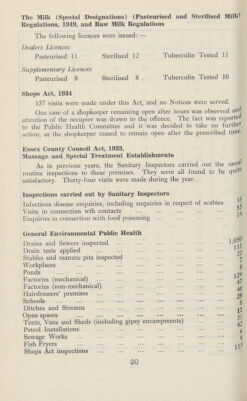 The Milk (Special Designations) (Pasteurised and Sterilised Milk)
Regulations, 1949, and Raw Milk Regulations
The following licences were issued:—
Dealers Licences
Pasteurised 11 Sterilised 12 Tuberculin Tested 11
Supplementary Licences
Pasteurised 8 Sterilised 8 Tuberculin Tested 10
Shops Act, 1934
137 visits were made under this Act, and no Notices were served.
One case of a shopkeeper remaining open after hours was observed and
attention of the occupier was drawn to the offence. The fact was reported
to the Public Health Committee and it was decided to take no further
action, as the shopkeeper ceased to remain open after the prescribed time.
Essex County Council Act, 1933,
Massage and Special Treatment Establishments
As in previous years, the Sanitary Inspectors carried out the usual
routine inspections to these premises. They were all found to be quite
satisfactory. Thirty-four visits were made during the year.
Inspections carried out by Sanitary Inspectors
Infectious disease enquiries, including enquiries in respect of scabies 35
Visits in connection with contacts
Enquiries in connection with food poisoning
General Environmental Public Health
Drains and Sewers inspected
Drain tests applied
Stables and manure pits inspected
Workplaces
Ponds
Factories (mechanical)
Factories (non-mechanical)
Hairdressers' premises
Schools
Ditches and Streams
Open spaces
Tents, Vans and Sheds (including gipsy encampments)
Petrol Installations
Sewage Works
Fish Fryers
Shops Act inspections
20